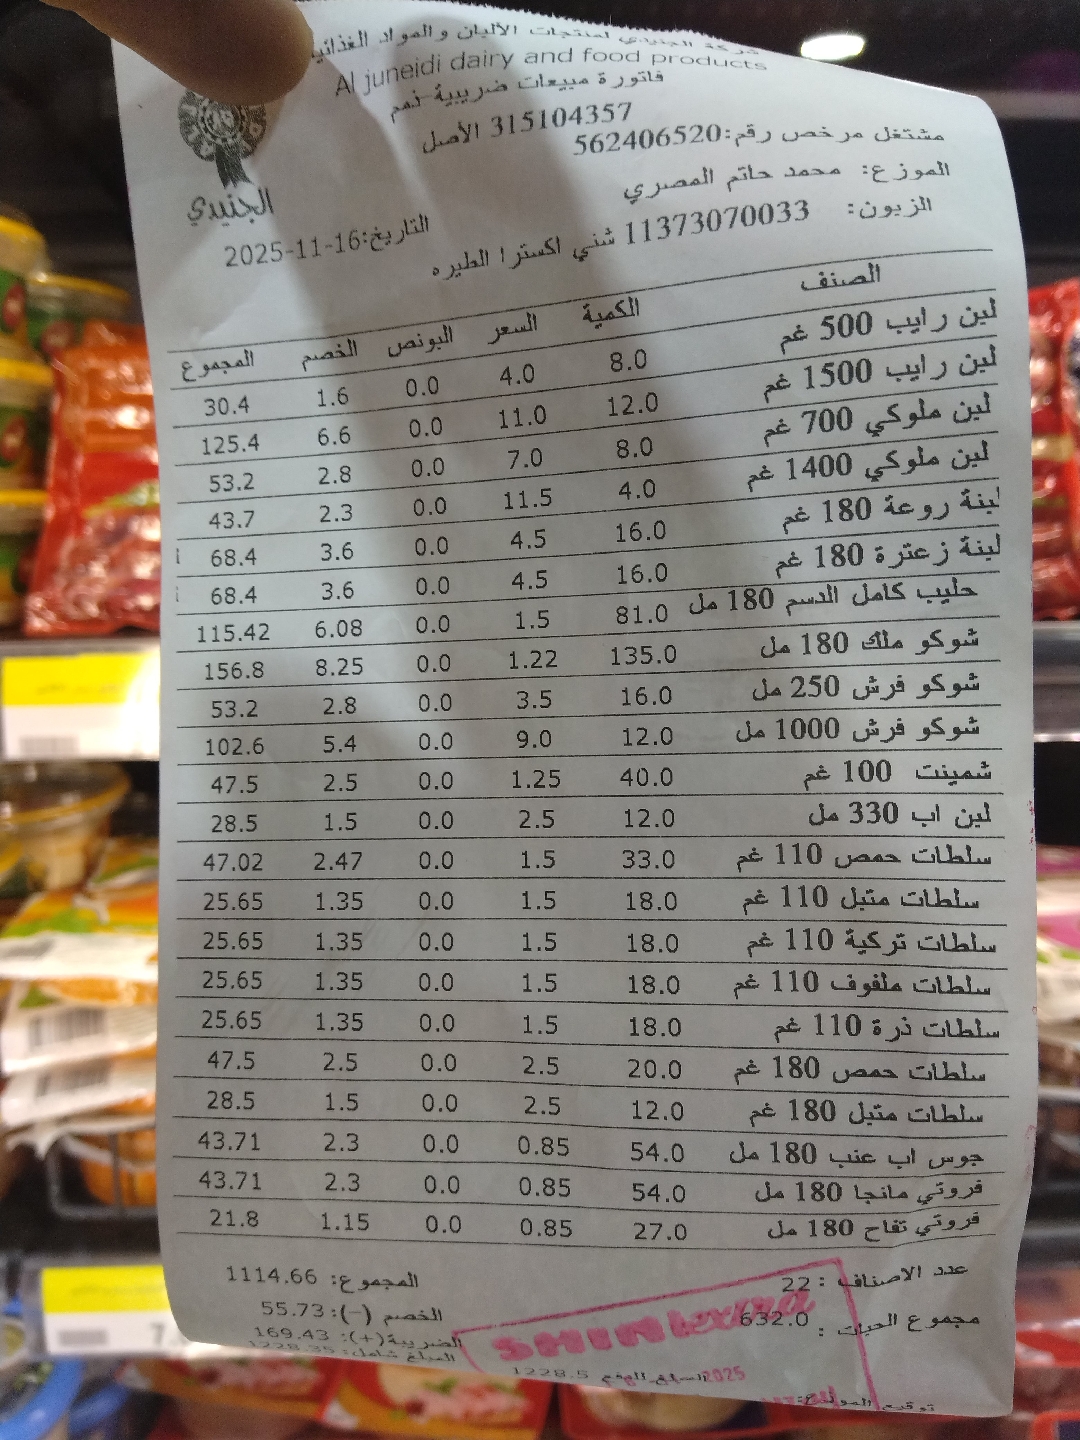 شركة الجنيدي لمنتجات الألبان والمواد الغذائية
Al juneidi dairy and food products
فاتورة مبيعات ضريبية ذمم
315104357 الأصل
مشتغل مرخص رقم:562406520
الجنيدي
الموزع: محمد حاتم المصري
الزبون: 11373070033 شني اكسترا الطيره
التاريخ:16-11-2025
الصنف الكمية السعر البونص الخصم المجموع
لبن رايب 500 غم 8.0 4.0 0.0 1.6 30.4
لبن رايب 1500 غم 12.0 11.0 0.0 6.6 125.4
لبن ملوكي 700 غم 8.0 7.0 0.0 2.8 53.2
لبن ملوكي 1400 غم 4.0 11.5 0.0 2.3 43.7
لبنة روعة 180 غم 16.0 4.5 0.0 3.6 68.4
لبنة زعترة 180 غم 16.0 4.5 0.0 3.6 68.4
حليب كامل الدسم 180 مل 81.0 1.5 0.0 6.08 115.42
شوكو ملك 180 مل 135.0 1.22 0.0 8.25 156.8
شوكو فرش 250 مل 16.0 3.5 0.0 2.8 53.2
شوكو فرش 1000 مل 12.0 9.0 0.0 5.4 102.6
شمينت 100 غم 40.0 1.25 0.0 2.5 47.5
لبن اب 330 مل 12.0 2.5 0.0 1.5 28.5
سلطات حمص 110 غم 33.0 1.5 0.0 2.47 47.02
سلطات متبل 110 غم 18.0 1.5 0.0 1.35 25.65
سلطات تركية 110 غم 18.0 1.5 0.0 1.35 25.65
سلطات ملفوف 110 غم 18.0 1.5 0.0 1.35 25.65
سلطات ذرة 110 غم 18.0 1.5 0.0 1.35 25.65
سلطات حمص 180 غم 20.0 2.5 0.0 2.5 47.5
سلطات متبل 180 غم 12.0 2.5 0.0 1.5 28.5
جوس اب عنب 180 مل 54.0 0.85 0.0 2.3 43.71
فروتي مانجا 180 مل 54.0 0.85 0.0 2.3 43.71
فروتي تفاح 180 مل 27.0 0.85 0.0 1.15 21.8
عدد الاصناف : 22
المجموع: 1114.66
مجموع الحبات : 632.0
الخصم (-): 55.73
الضريبة(+): 169.43
المبلغ شامل: 1228.35
1228.5
SHINI extra
2025
توقيع الموزع: